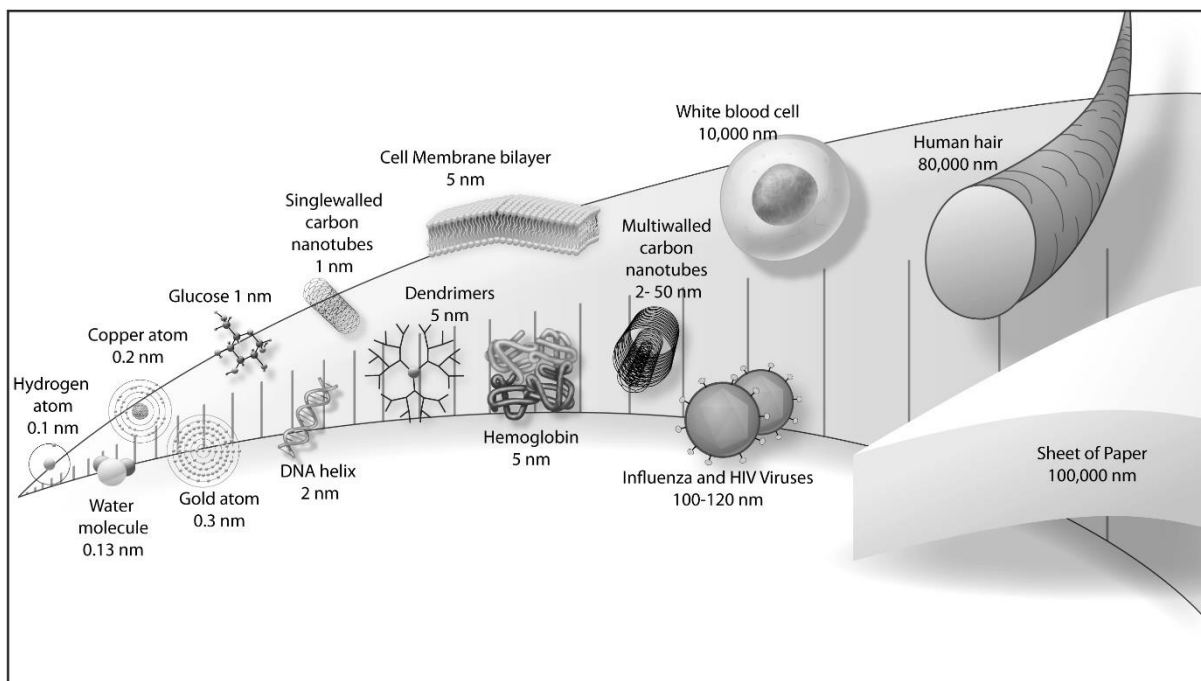 Hydrogen
atom
0.1 nm
Water
molecule
0.13 nm
Copper atom
0.2 nm
Gold atom
0.3 nm
Glucose 1 nm
DNA helix
2 nm
Singlewalled
carbon
nanotubes
1 nm
Cell Membrane bilayer
5 nm
Dendrimers
5 nm
Hemoglobin
5 nm
Multiwalled
carbon
nanotubes
2- 50 nm
White blood cell
10,000 nm
Influenza and HIV Viruses
100-120 nm
Human hair
80,000 nm
Sheet of Paper
100,000 nm